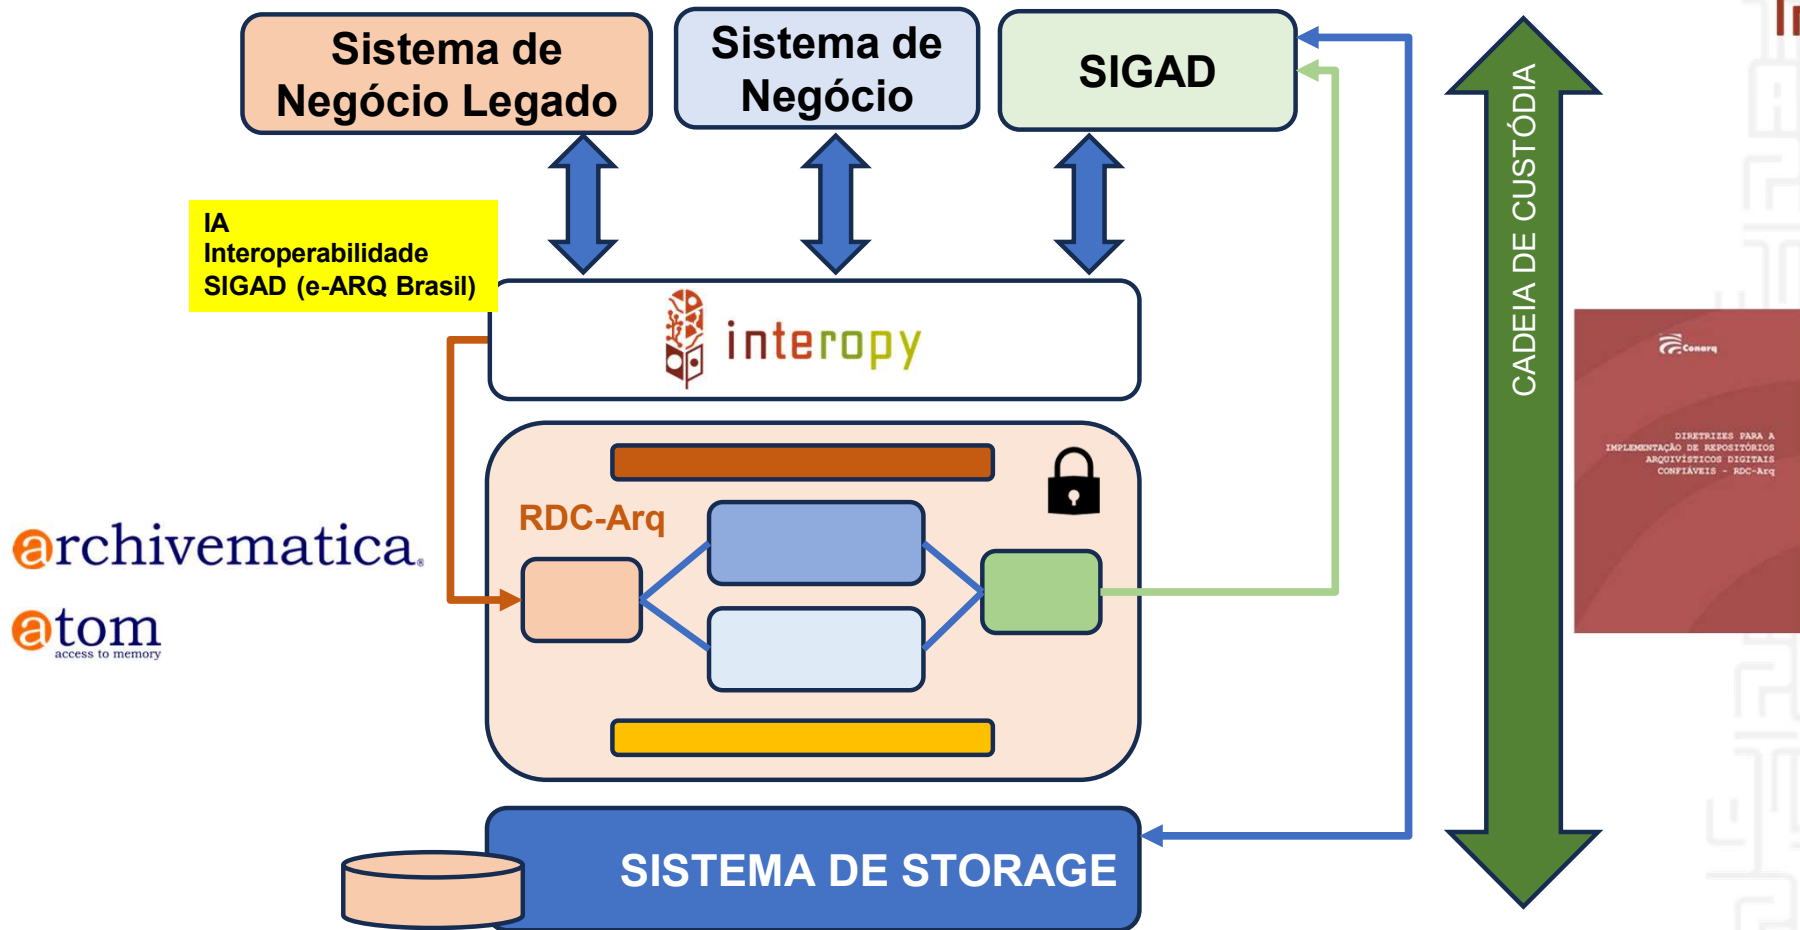 Sistema de
Negócio Legado
Sistema de
Negócio
SIGAD
IA
Interoperabilidade
SIGAD (e-ARQ Brasil)
interopy
RDC-Arq
archivematica®
atom
access to memory
SISTEMA DE STORAGE
CADEIA DE CUSTÓDIA
Conarq
DIRETRIZES PARA A
IMPLEMENTAÇÃO DE REPOSITÓRIOS
ARQUIVÍSTICOS DIGITAIS
CONFIÁVEIS - RDC-Arq